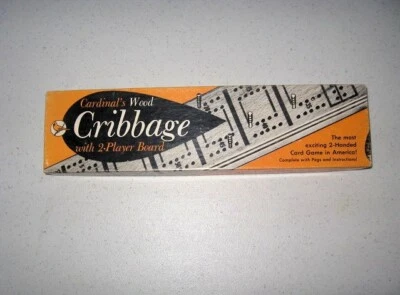 Cardinal's Wood
Cribbage
with 2-Player Board
The most
exciting 2-Handed
Card Game in America!
Complete with Pegs and Instructions!